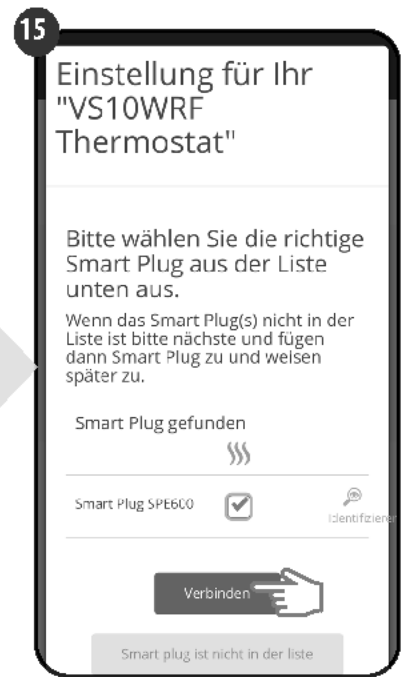 15
Einstellung für Ihr
"VS10WRF
Thermostat"
Bitte wählen Sie die richtige
Smart Plug aus der Liste
unten aus.
Wenn das Smart Plug(s) nicht in der
Liste ist bitte nächste und fügen
dann Smart Plug zu und weisen
später zu.
Smart Plug gefunden
Smart Plug SPE600
Identifizieren
Verbinden
Smart plug ist nicht in der liste